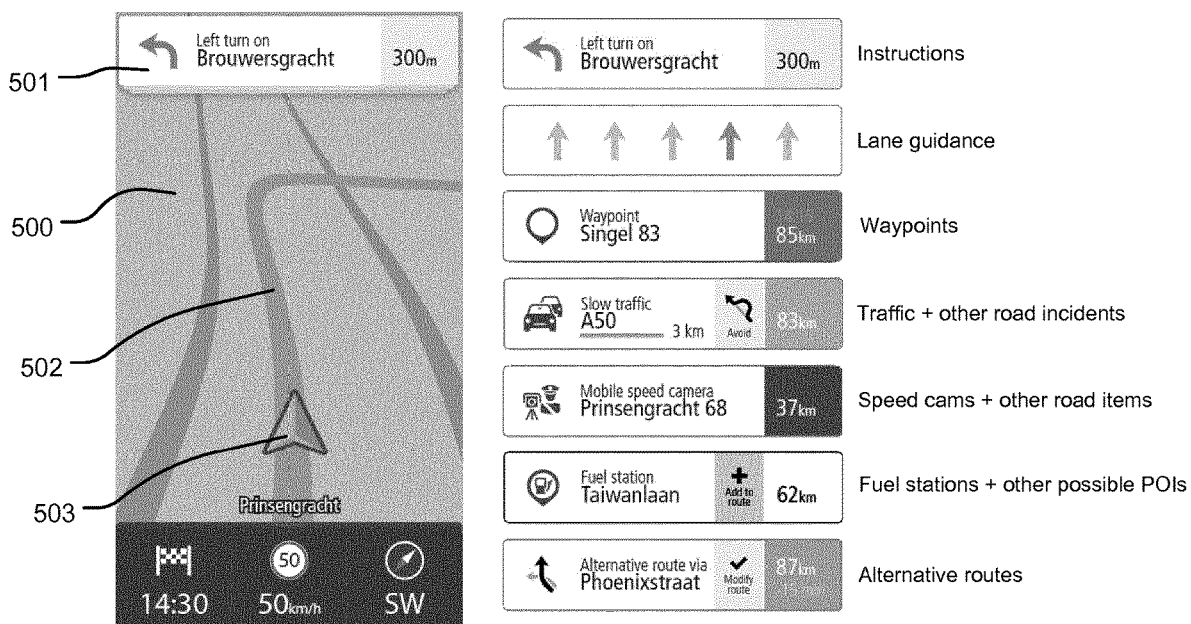 Left turn on
Brouwersgracht
300m
501
500
502
503
Prinsengracht
50
14:30
50km/h
SW
Left turn on
Brouwersgracht
300m
Instructions
Lane guidance
Waypoint
Singel 83
85km
Waypoints
Slow traffic
A50
3 km
Avoid
83km
Traffic + other road incidents
Mobile speed camera
Prinsengracht 68
37km
Speed cams + other road items
Fuel station
Taiwanlaan
Add to
route
62km
Fuel stations + other possible POIs
Alternative route via
Phoenixstraat
Modify
route
87km
Alternative routes